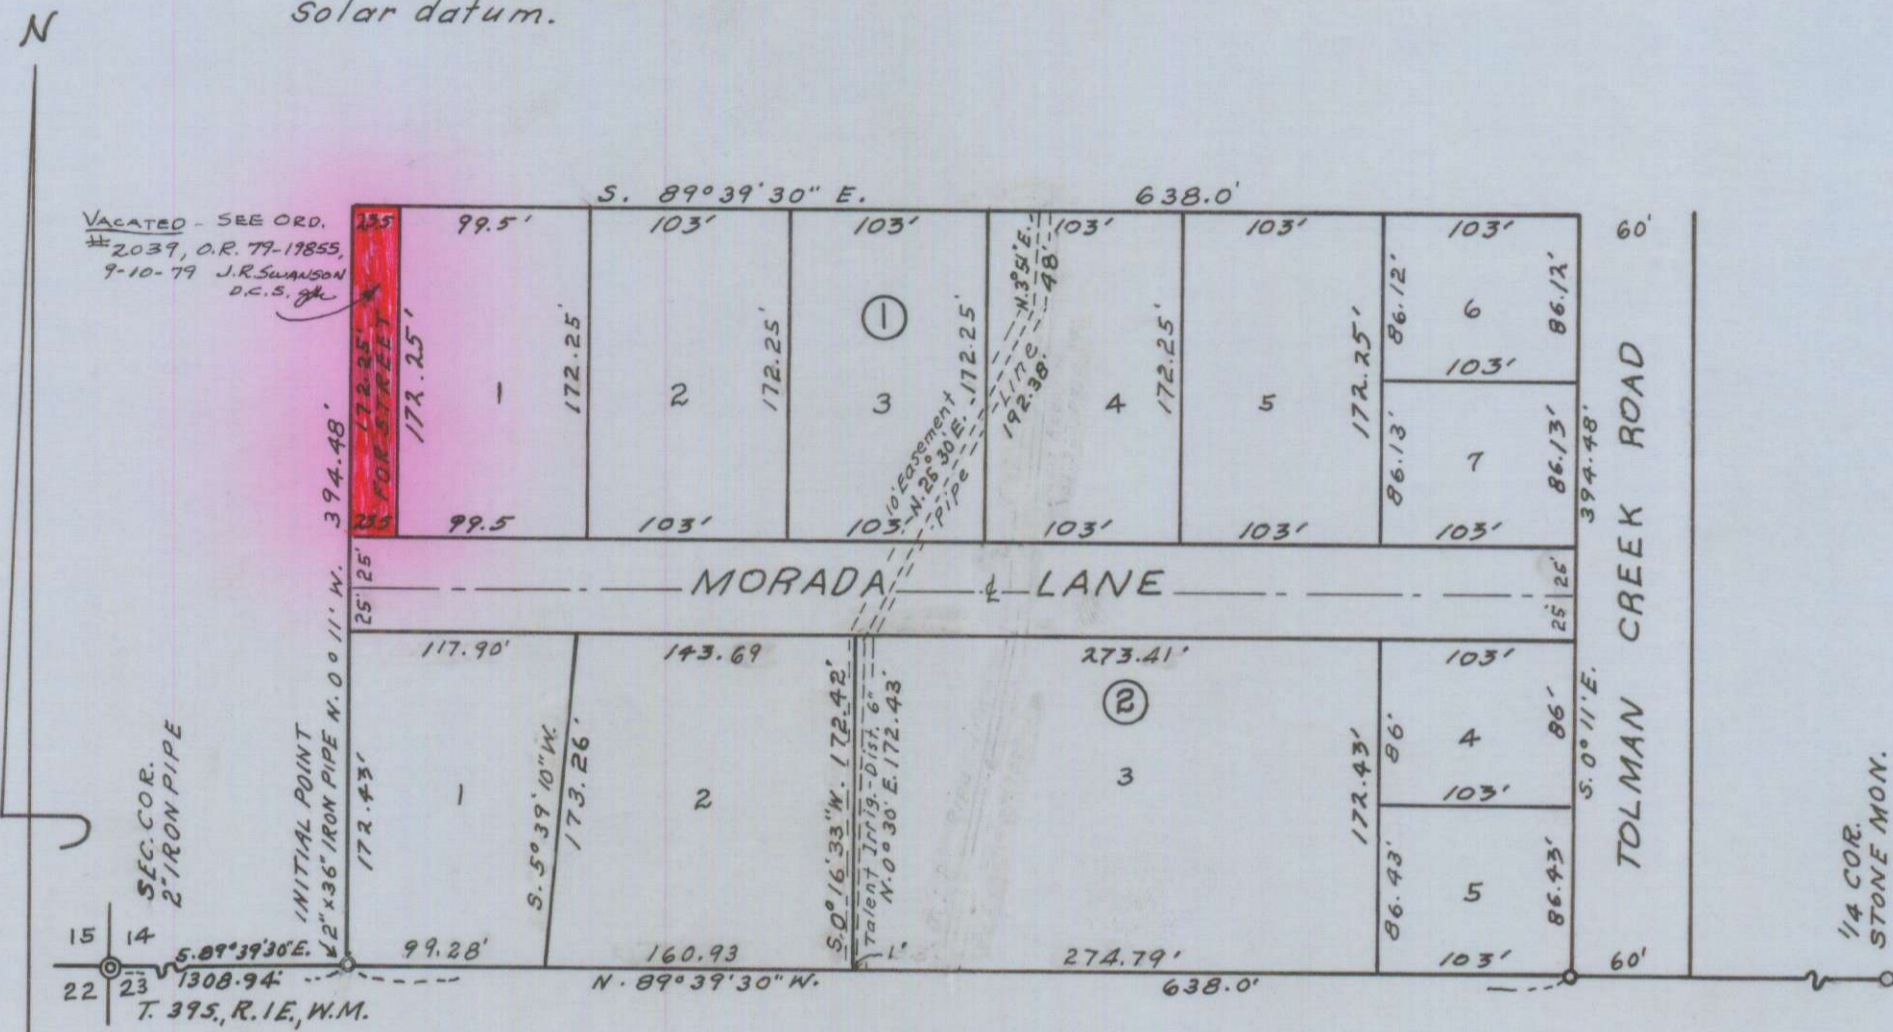 Solar datum.
N
S. 89°39'30" E. 638.0'
VACATED - SEE ORD.
#2039, O.R. 79-19855,
9-10-79 J.R.SWANSON
D.C.S.
23.5
172.25'
FOR STREET
23.5
99.5'
172.25'
1
172.25'
99.5
103'
2
172.25'
103'
103'
①
3
172.25'
103'
10' Easement
N.26°30'E.
pipe LINE
192.38'
N.3°51'E.
48'
103'
4
172.25'
103'
103'
5
172.25'
103'
103'
86.12'
6
86.12'
103'
86.13'
7
86.13'
103'
60'
394.48'
S. 0° 11' E.
TOLMAN CREEK ROAD
394.48'
N. 0° 11' W.
25' 25'
MORADA ℄ LANE
25' 25'
117.90'
172.43'
1
S. 5° 39' 10" W.
173.26'
99.28'
143.69
2
160.93
S.0°16'33"W. 172.42'
Talent Irrig. Dist. 6"
N.0°30'E. 172.43'
1'
273.41'
②
3
172.43'
274.79'
103'
86'
4
86'
103'
86.43'
5
86.43'
103'
60'
SEC. COR.
2" IRON PIPE
INITIAL POINT
2"x36" IRON PIPE
15 14
22 23
S.89°39'30"E.
1308.94'
T. 39S., R. 1E., W.M.
N. 89°39'30" W. 638.0'
1/4 COR.
STONE MON.